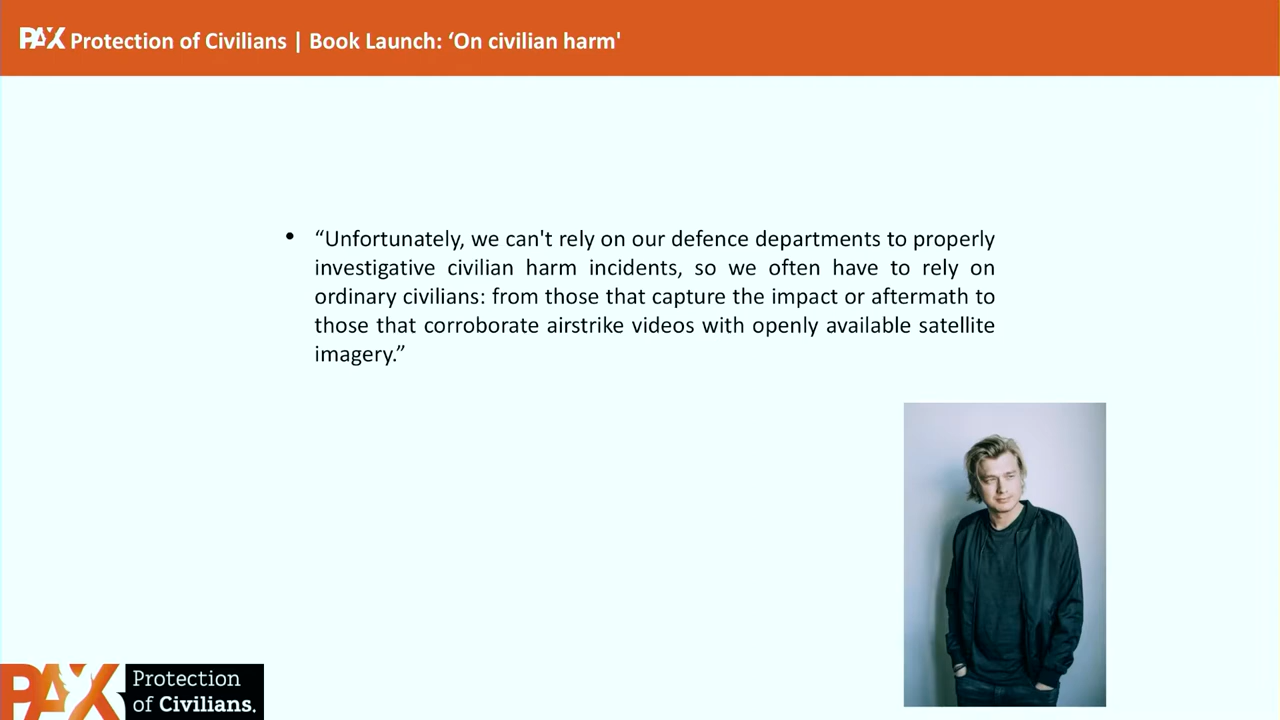 PAX Protection of Civilians | Book Launch: ‘On civilian harm'
• “Unfortunately, we can't rely on our defence departments to properly
investigative civilian harm incidents, so we often have to rely on
ordinary civilians: from those that capture the impact or aftermath to
those that corroborate airstrike videos with openly available satellite
imagery.”
PAX
Protection
of Civilians.